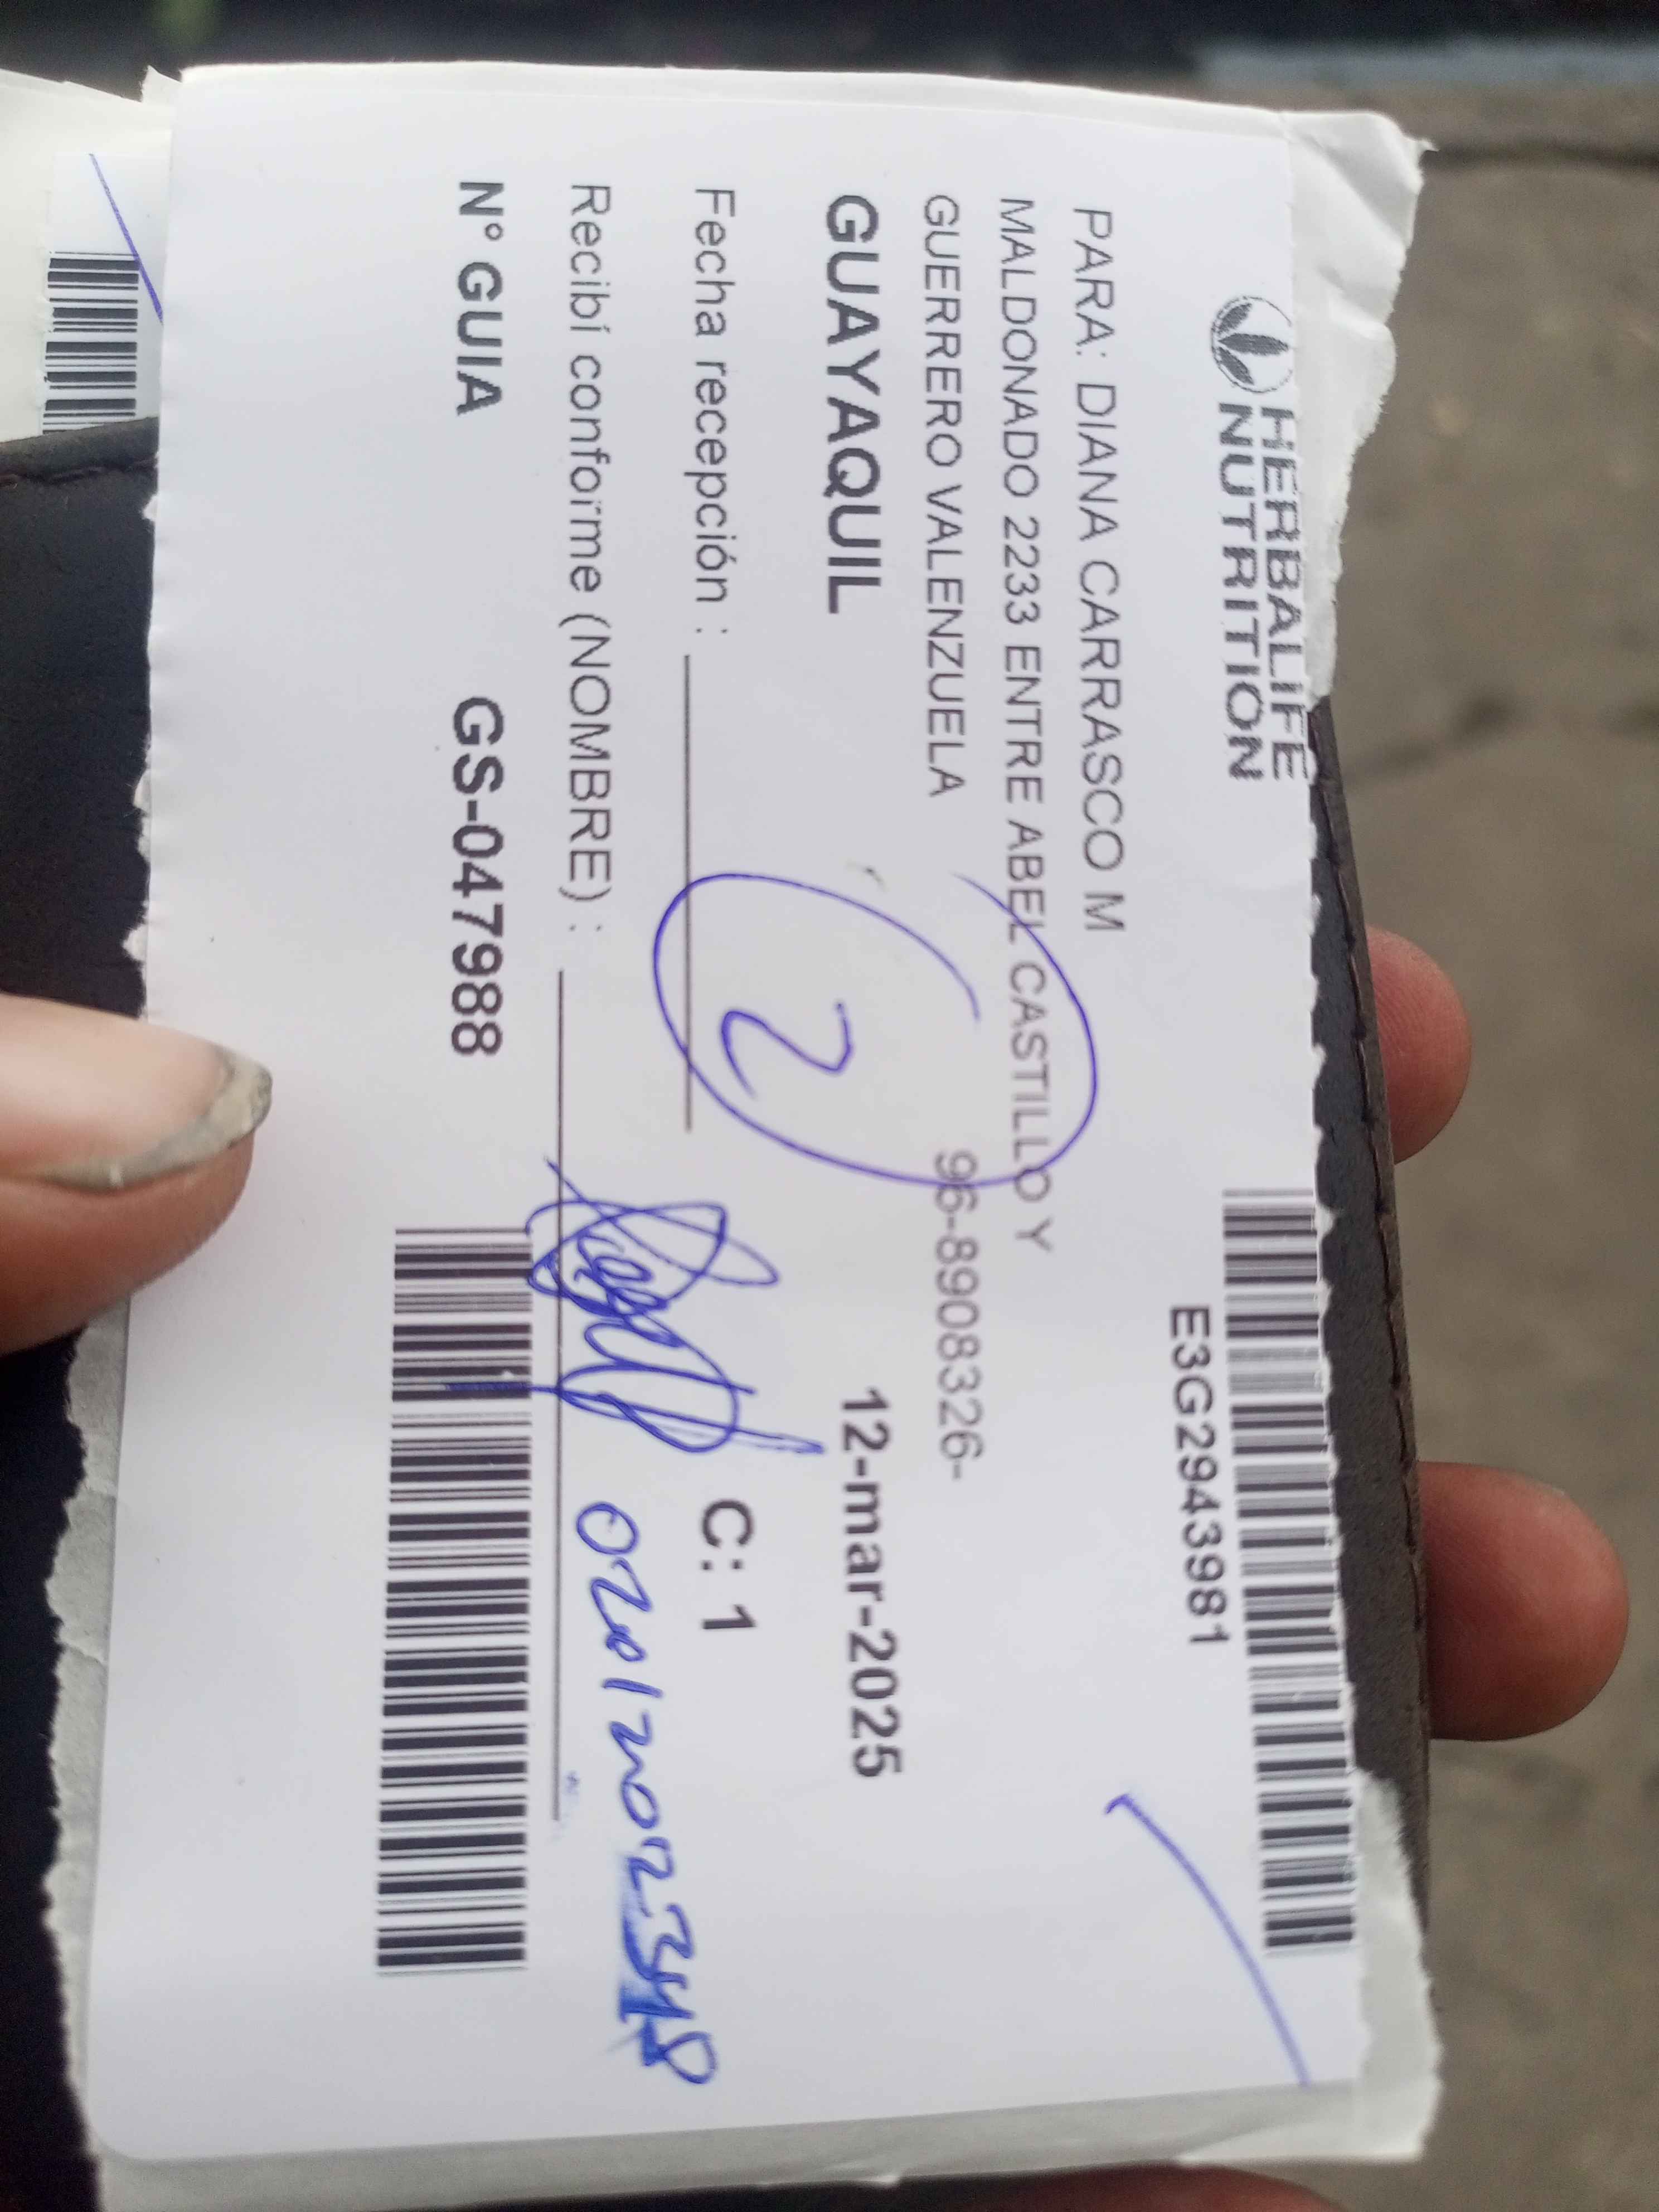 HERBALIFE
NUTRITION
E3G2943981
PARA: DIANA CARRASCO M
MALDONADO 2233 ENTRE ABEL CASTILLO Y
GUERRERO VALENZUELA 96-8908326-
GUAYAQUIL 12-mar-2025
2
Fecha recepción : C: 1
Recibí conforme (NOMBRE) :
N° GUIA GS-047988